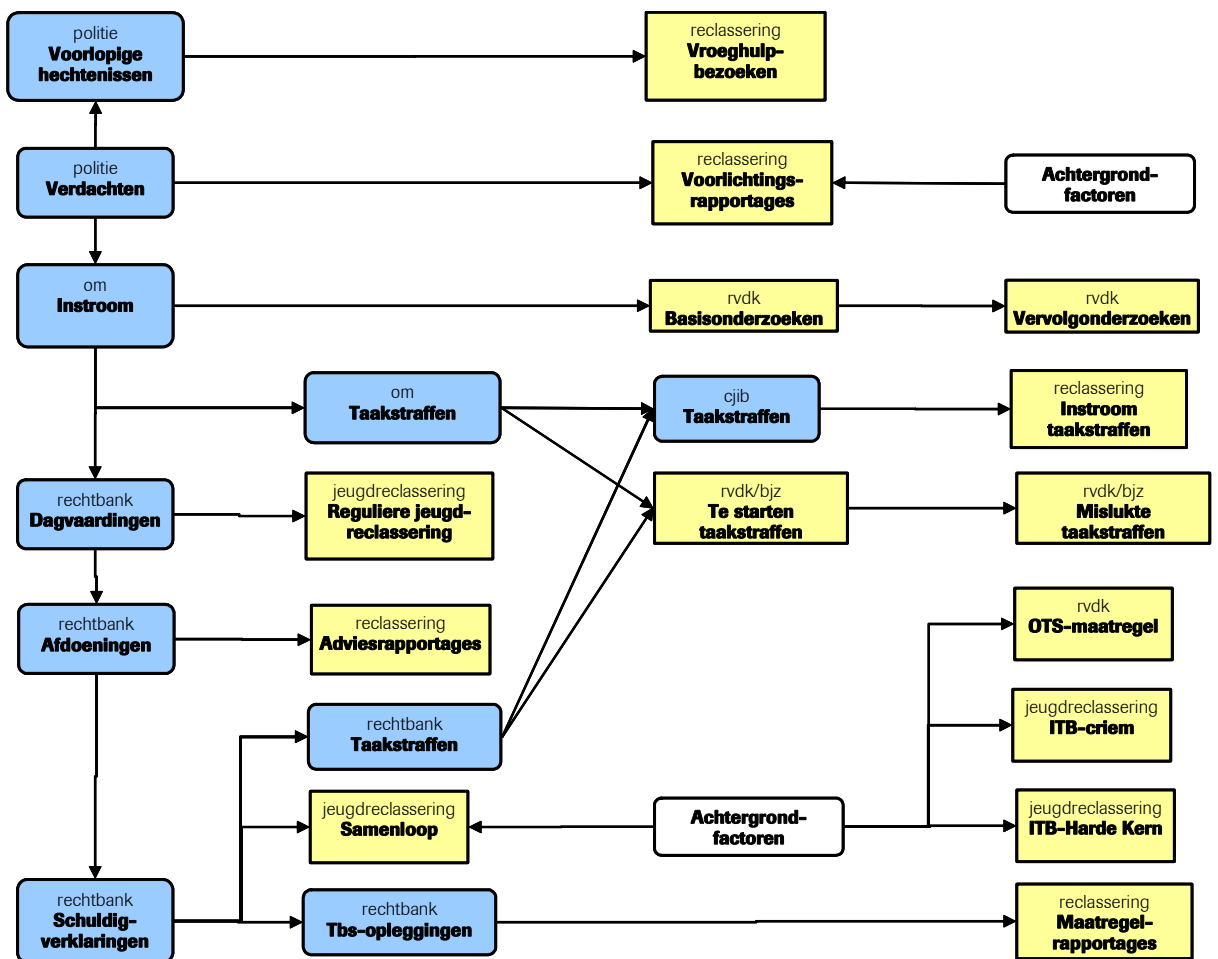 politie
Voorlopige
hechtenissen
reclassering
Vroeghulp-
bezoeken
politie
Verdachten
reclassering
Voorlichtings-
rapportages
Achtergrond-
factoren
om
Instroom
rvdk
Basisonderzoeken
rvdk
Vervolgonderzoeken
om
Taakstraffen
cjib
Taakstraffen
reclassering
Instroom
taakstraffen
rechtbank
Dagvaardingen
jeugdreclassering
Reguliere jeugd-
reclassering
rvdk/bjz
Te starten
taakstraffen
rvdk/bjz
Mislukte
taakstraffen
rechtbank
Afdoeningen
reclassering
Adviesrapportages
rvdk
OTS-maatregel
rechtbank
Taakstraffen
jeugdreclassering
ITB-criem
jeugdreclassering
Samenloop
Achtergrond-
factoren
jeugdreclassering
ITB-Harde Kern
rechtbank
Schuldig-
verklaringen
rechtbank
Tbs-opleggingen
reclassering
Maatregel-
rapportages